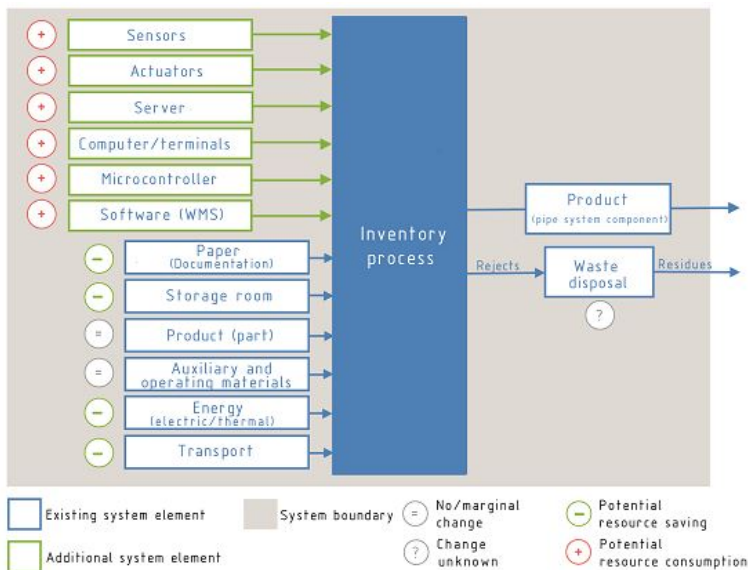 + Sensors
+ Actuators
+ Server
+ Computer/terminals
+ Microcontroller
+ Software (WMS)
− Paper
(Documentation)
− Storage room
= Product (part)
= Auxiliary and
operating materials
− Energy
(electric/thermal)
− Transport
Inventory
process
Product
(pipe system component)
Rejects
Waste
disposal
Residues
?
Existing system element
Additional system element
System boundary
= No/marginal
change
? Change
unknown
− Potential
resource saving
+ Potential
resource consumption